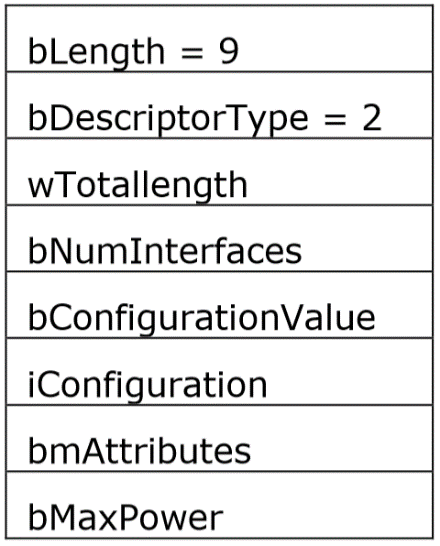 bLength = 9
bDescriptorType = 2
wTotallength
bNumInterfaces
bConfigurationValue
iConfiguration
bmAttributes
bMaxPower